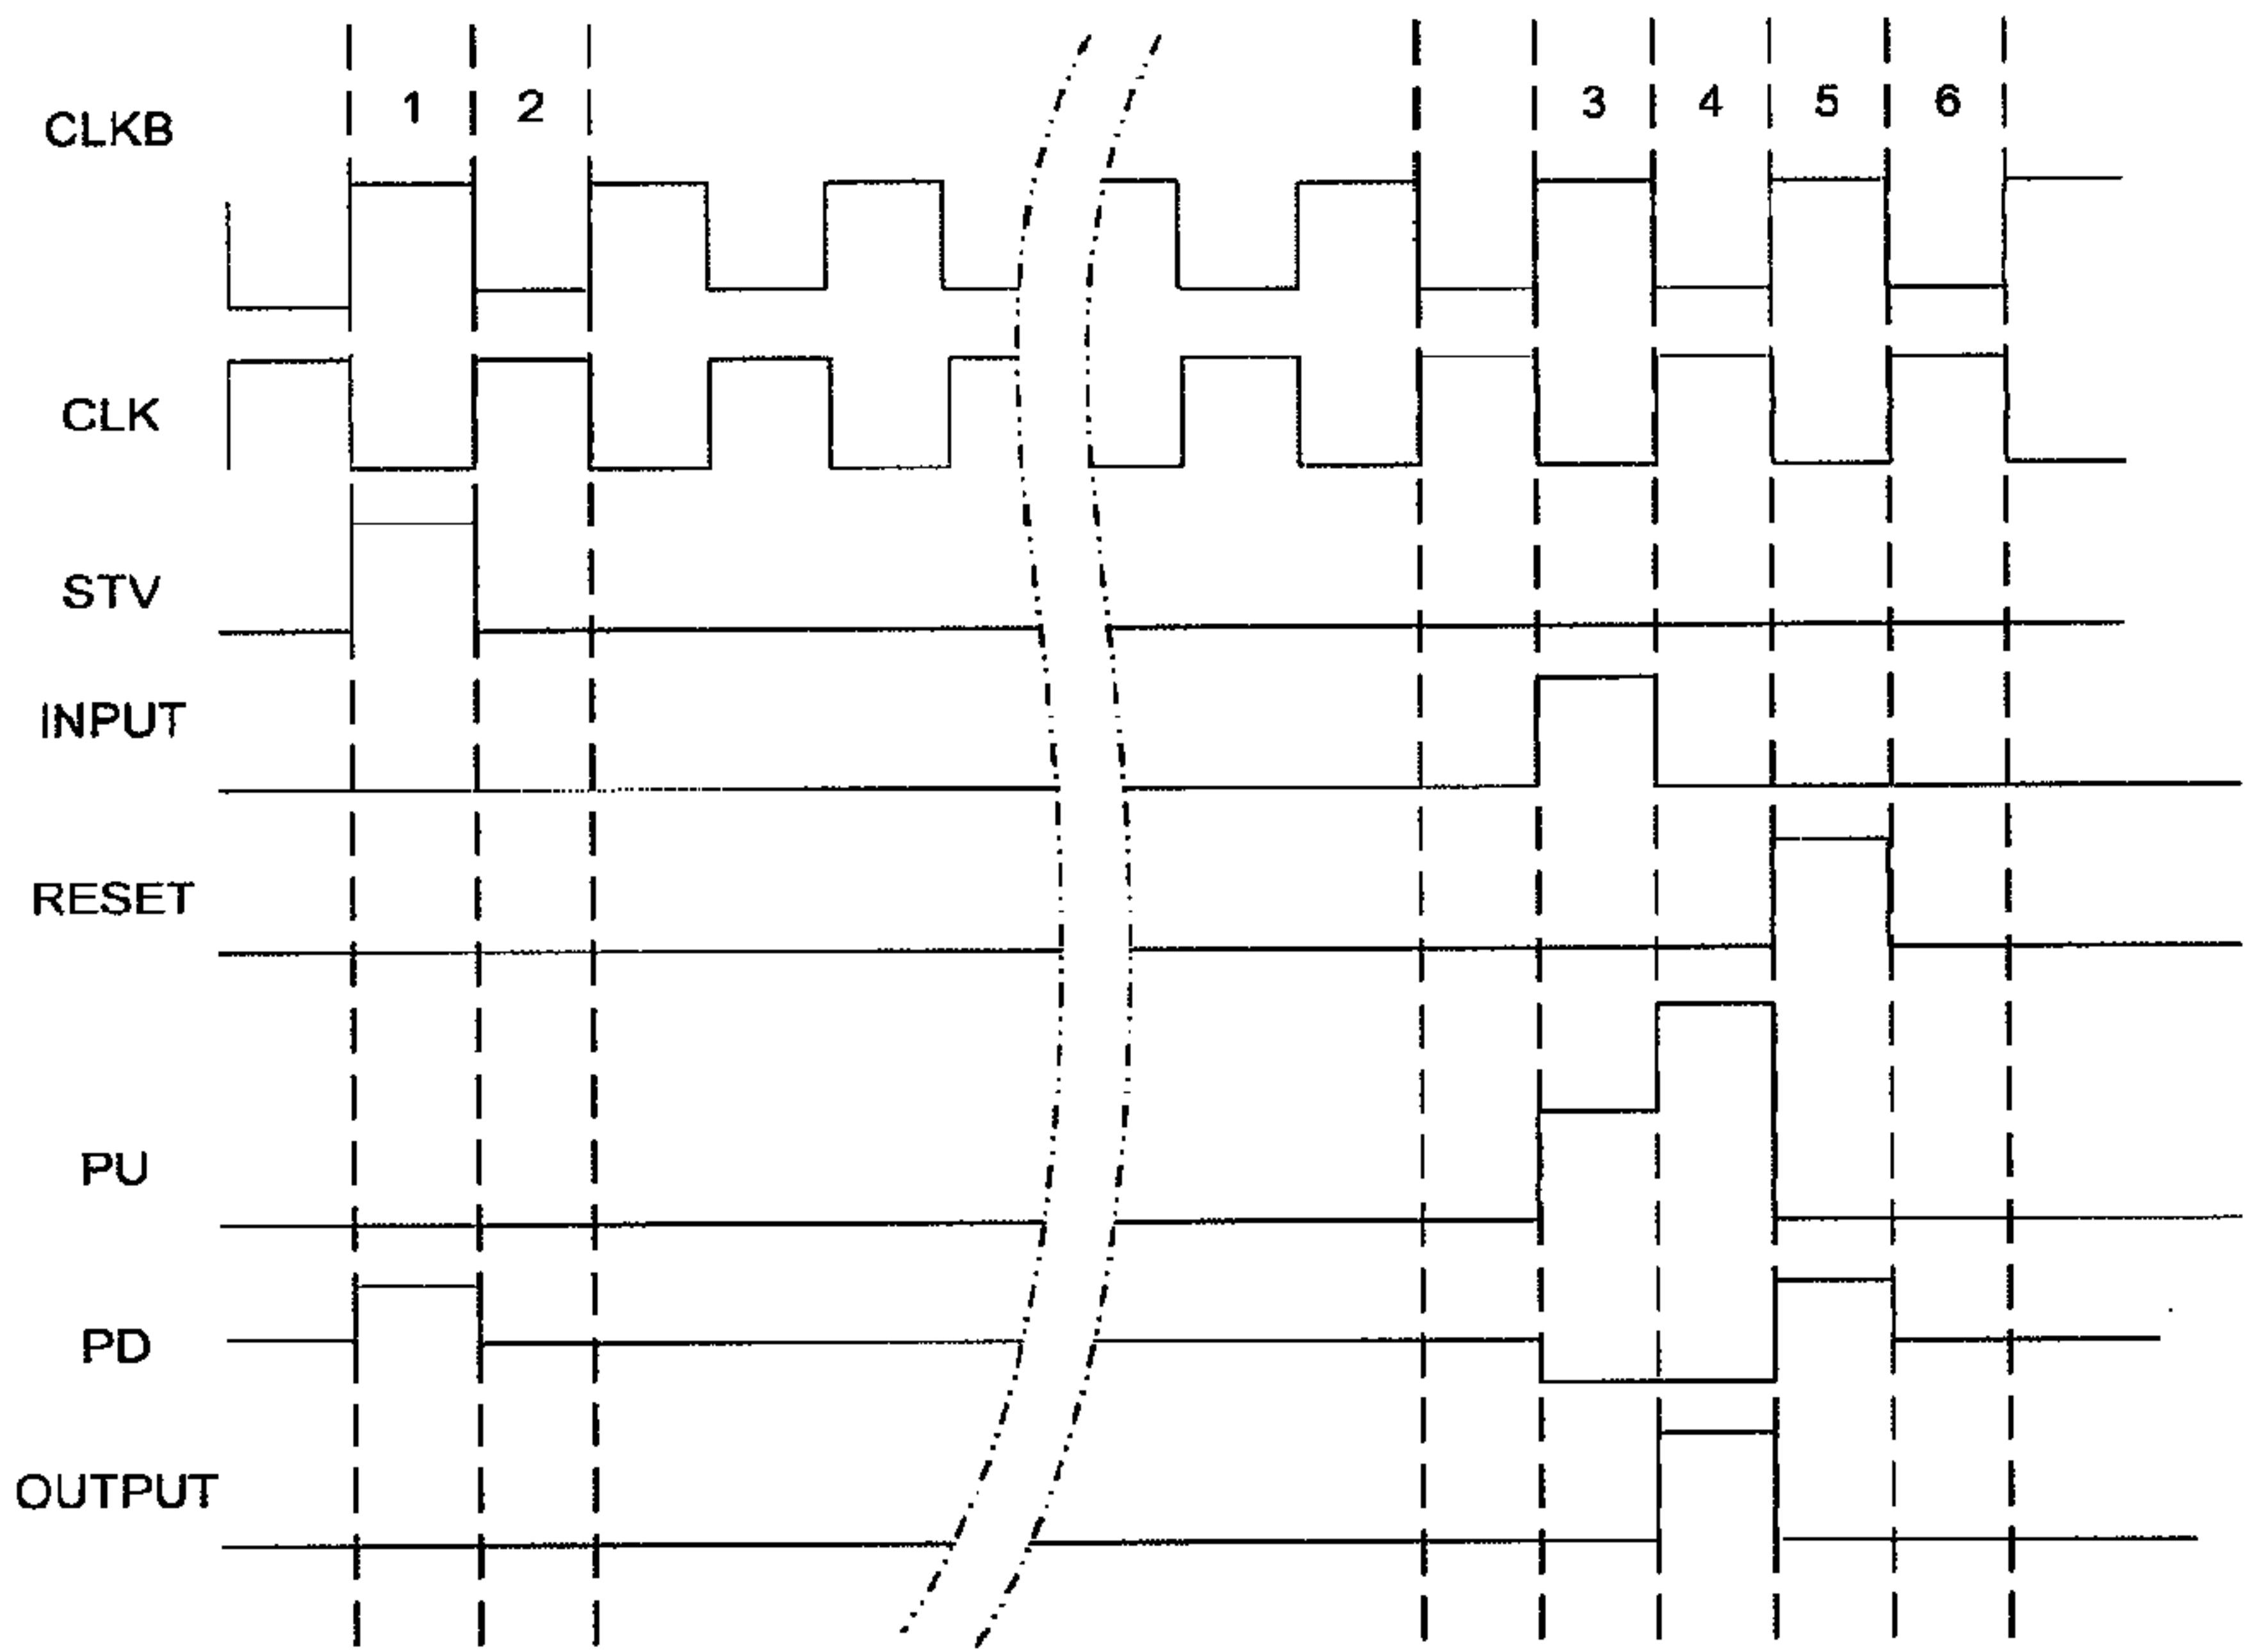 1 2 3 4 5 6
CLKB
CLK
STV
INPUT
RESET
PU
PD
OUTPUT